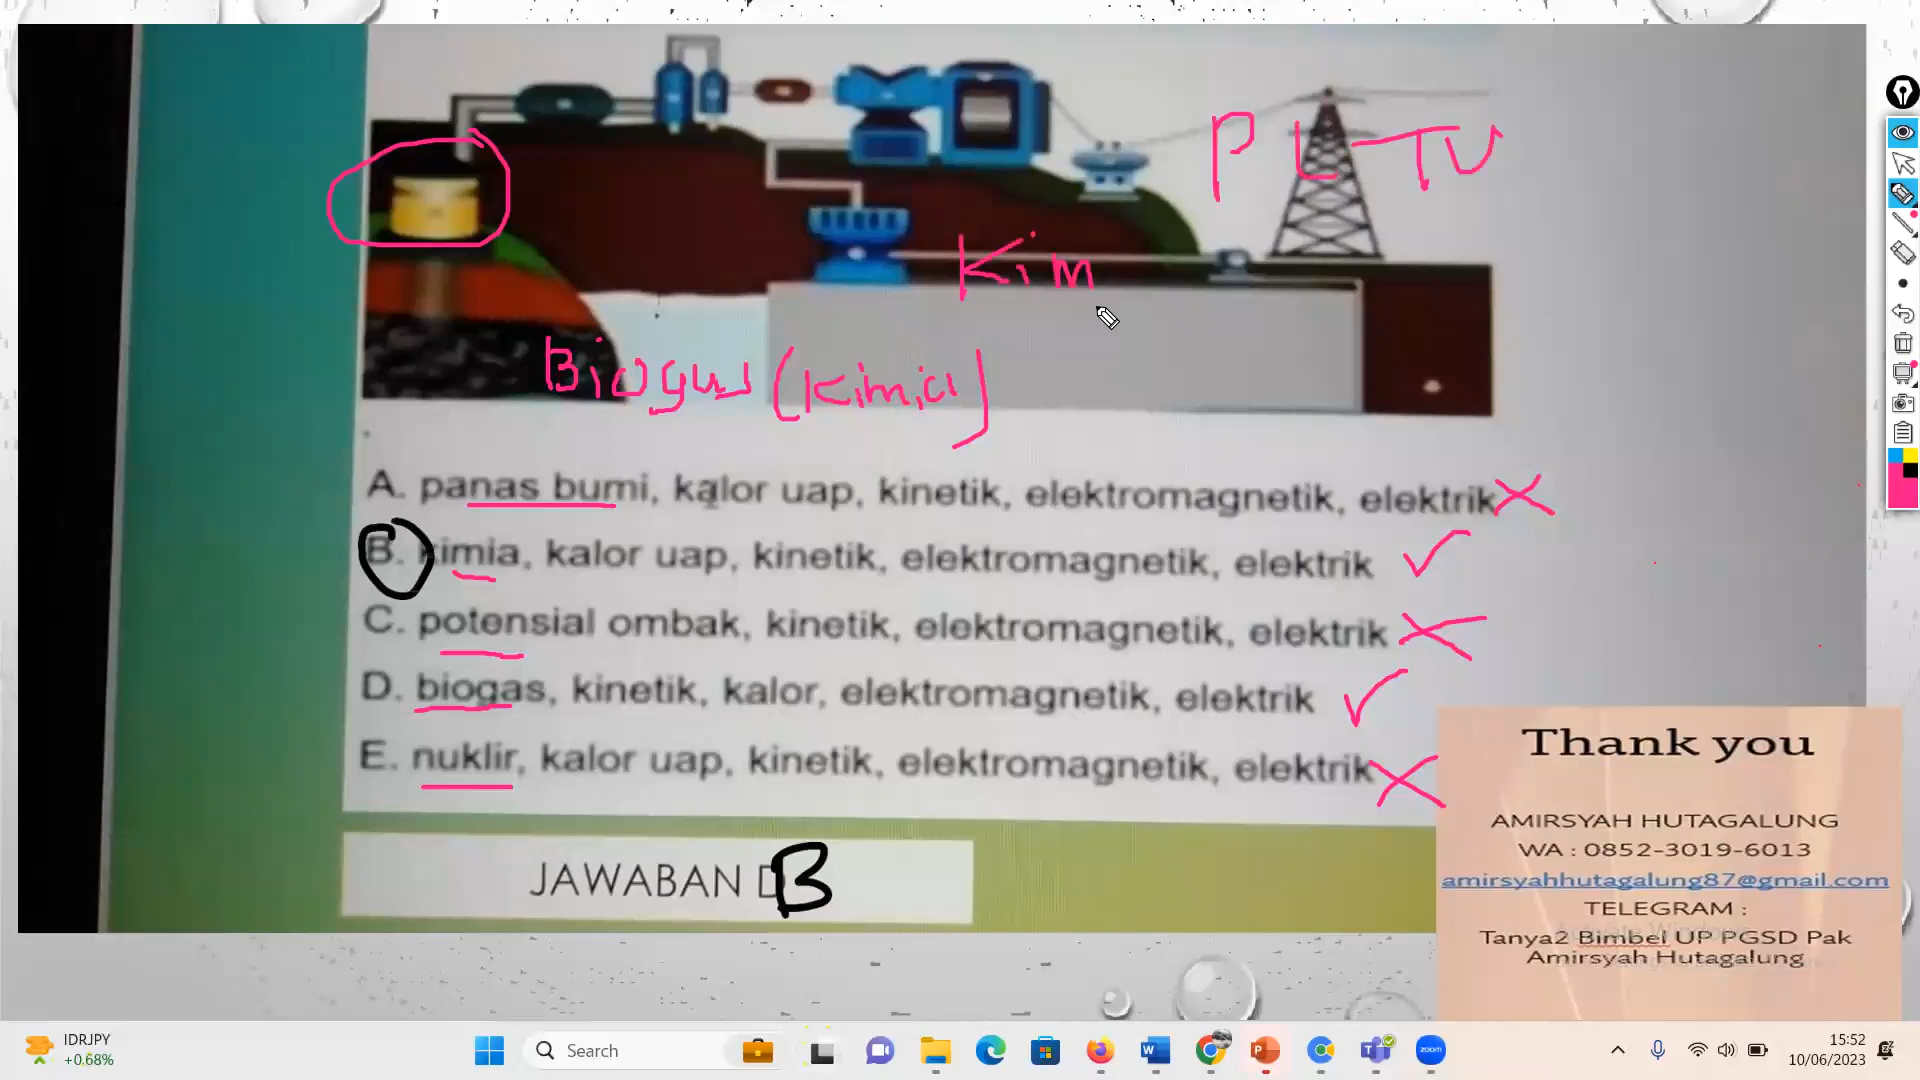 PLTU
Kim
Biogas (Kimia)
A. panas bumi, kalor uap, kinetik, elektromagnetik, elektrik
B. kimia, kalor uap, kinetik, elektromagnetik, elektrik
C. potensial ombak, kinetik, elektromagnetik, elektrik
D. biogas, kinetik, kalor, elektromagnetik, elektrik
E. nuklir, kalor uap, kinetik, elektromagnetik, elektrik
JAWABAN B
Thank you
AMIRSYAH HUTAGALUNG
WA : 0852-3019-6013
amirsyahhutagalung87@gmail.com
TELEGRAM :
Tanya2 Bimbel UP PGSD Pak
Amirsyah Hutagalung
Activate Windows
IDRJPY
+0.68%
Search
zoom
15:52
10/06/2023